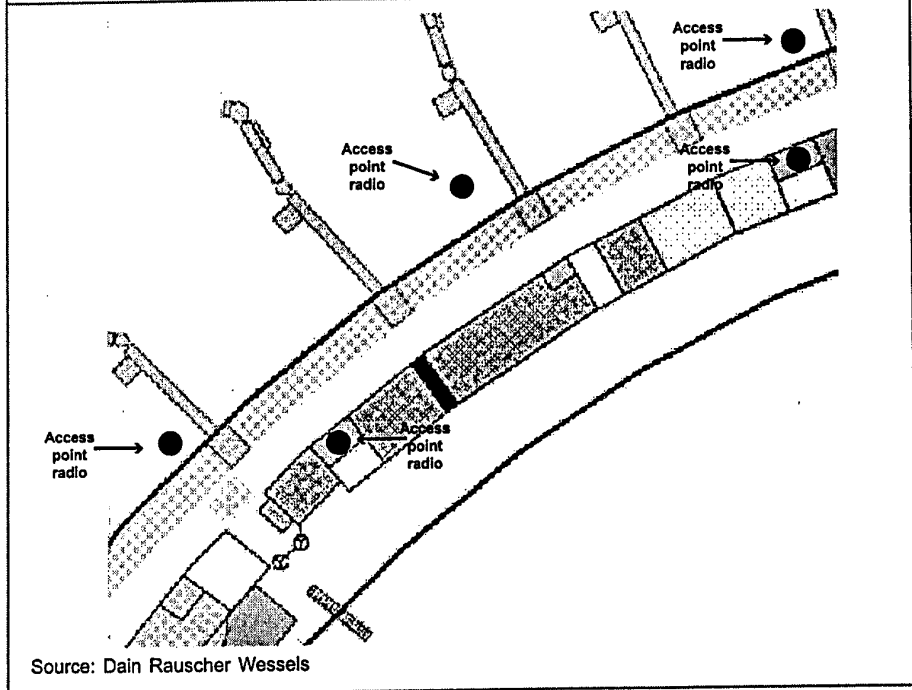 Access
point
radio
Access
point
radio
Access
point
radio
Access
point
radio
Access
point
radio
Source: Dain Rauscher Wessels